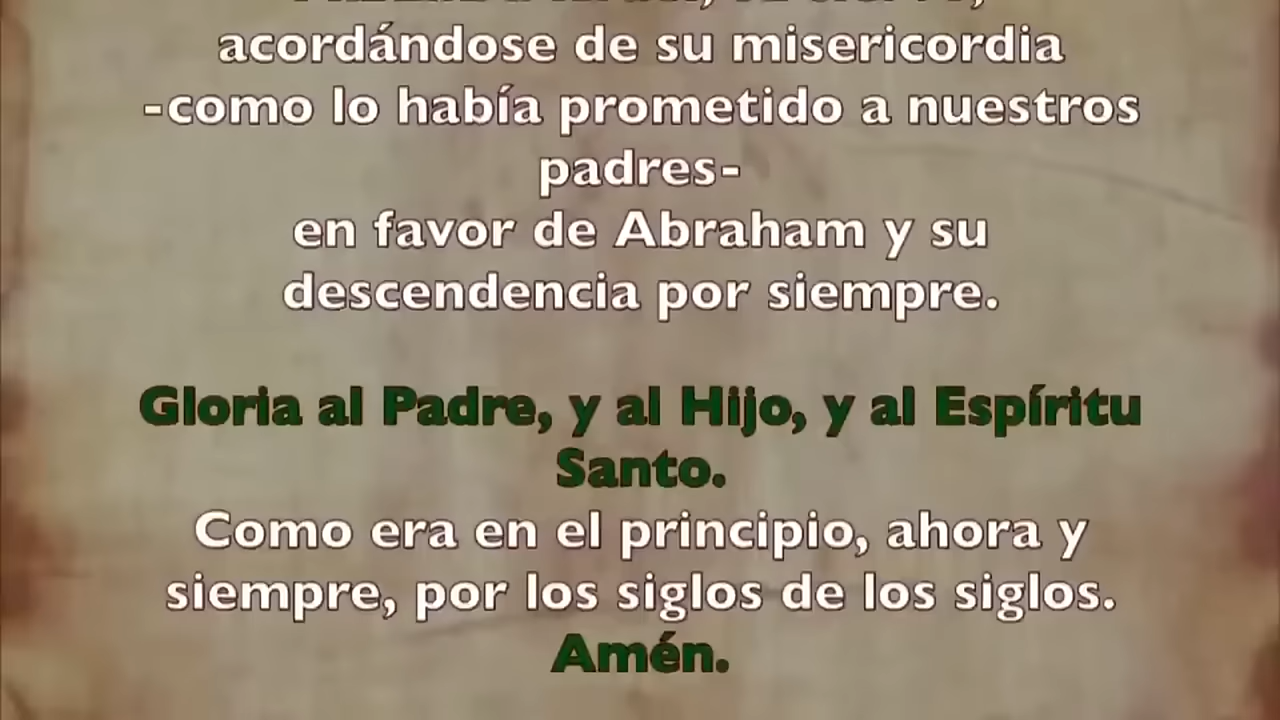 acordándose de su misericordia
-como lo había prometido a nuestros
padres-
en favor de Abraham y su
descendencia por siempre.
Gloria al Padre, y al Hijo, y al Espíritu
Santo.
Como era en el principio, ahora y
siempre, por los siglos de los siglos.
Amén.